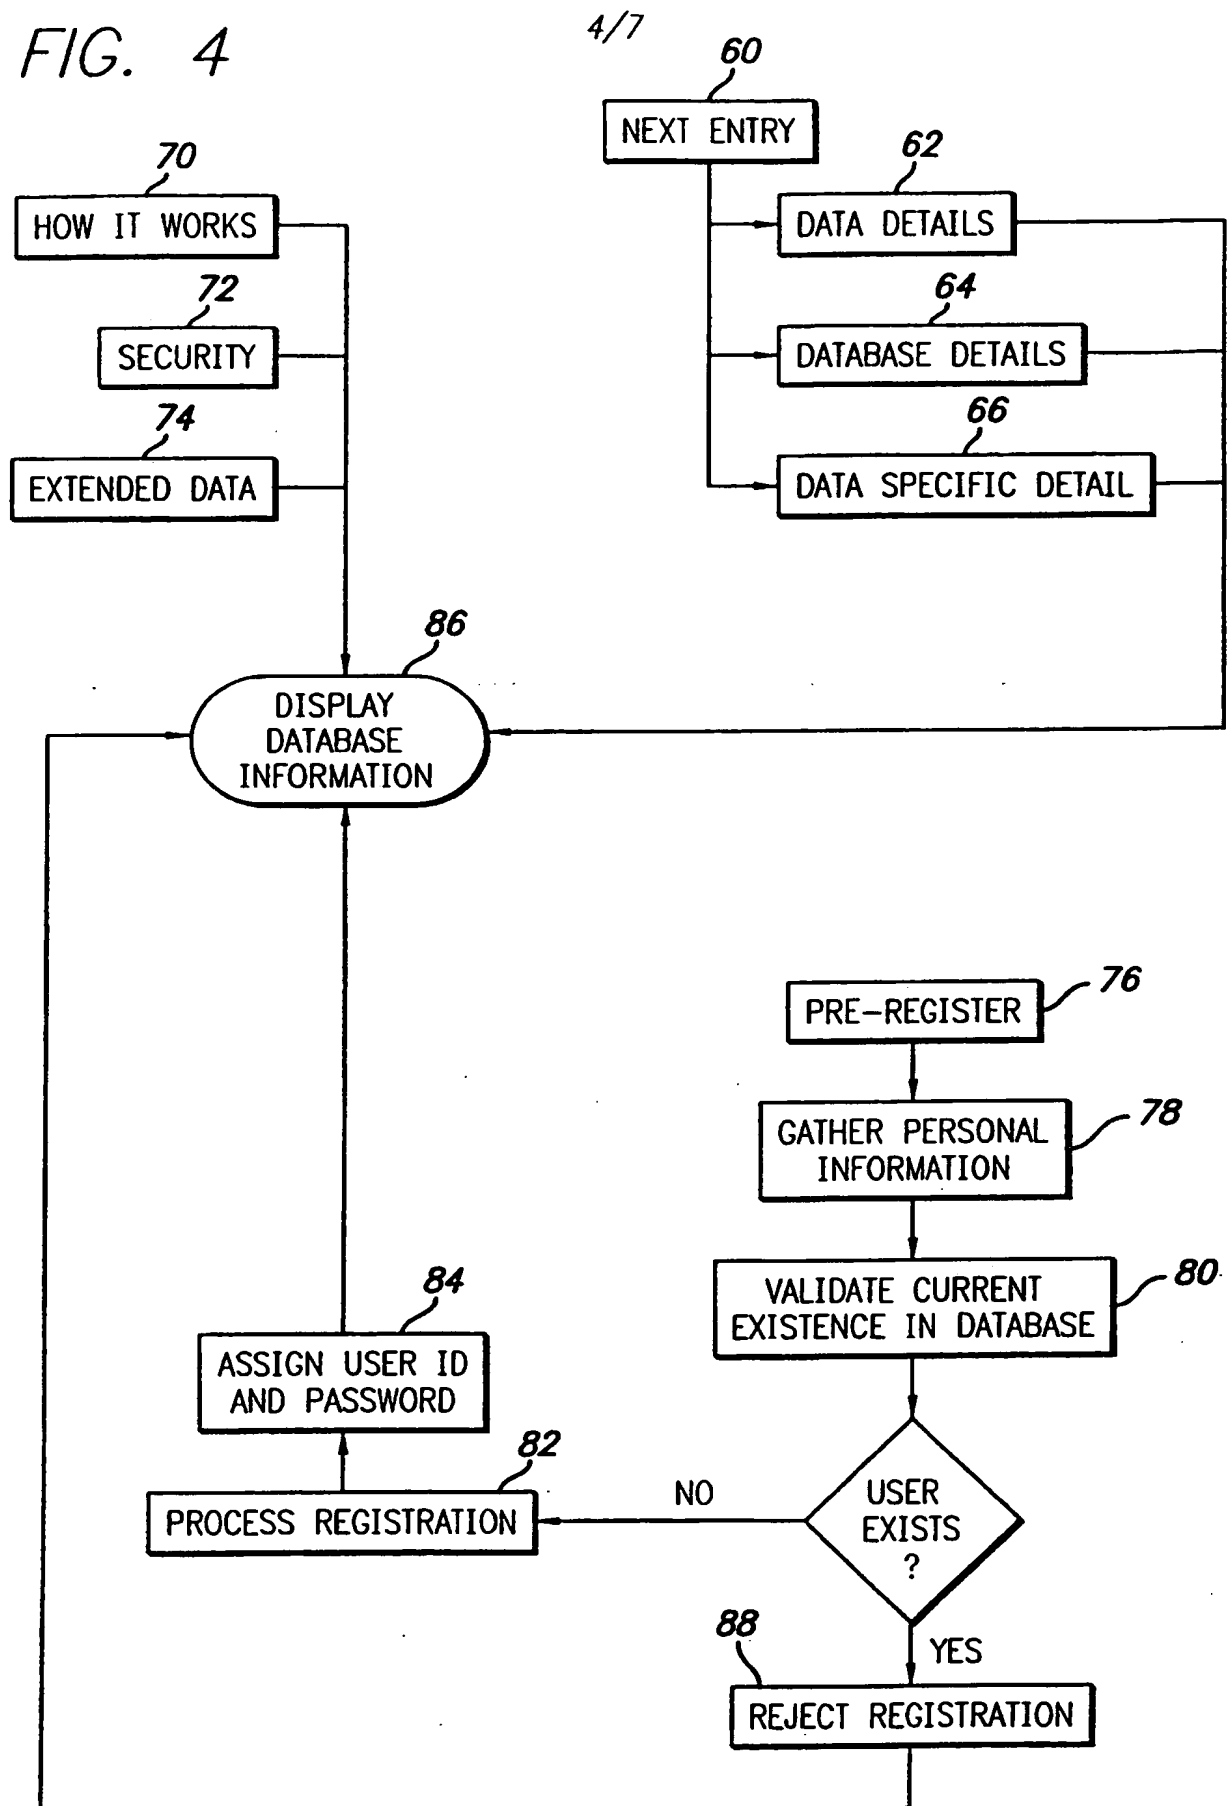 FIG. 4
4/7
60
NEXT ENTRY
70
HOW IT WORKS
62
DATA DETAILS
72
SECURITY
64
DATABASE DETAILS
74
EXTENDED DATA
66
DATA SPECIFIC DETAIL
86
DISPLAY
DATABASE
INFORMATION
76
PRE-REGISTER
78
GATHER PERSONAL
INFORMATION
80
VALIDATE CURRENT
EXISTENCE IN DATABASE
84
ASSIGN USER ID
AND PASSWORD
82
PROCESS REGISTRATION
NO
USER
EXISTS
?
YES
88
REJECT REGISTRATION